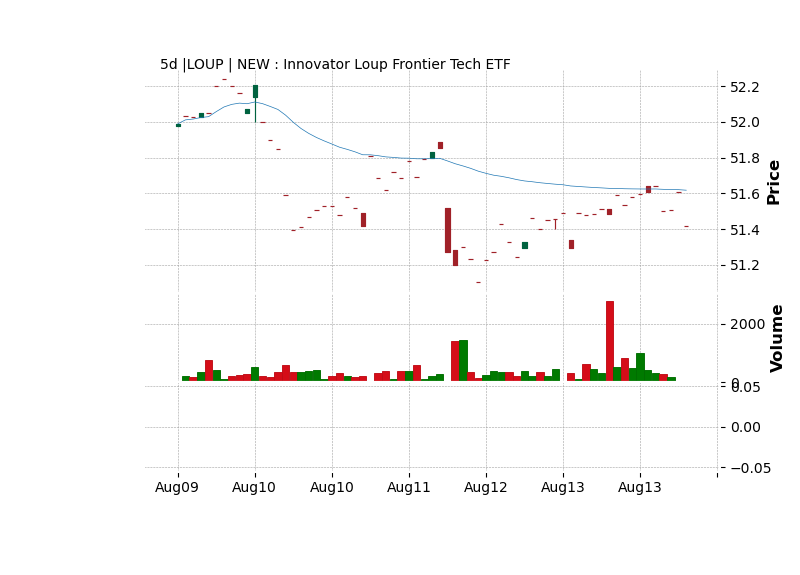 5d |LOUP | NEW : Innovator Loup Frontier Tech ETF
52.2
52.0
51.8
51.6
51.4
51.2
Price
2000
0
Volume
0.05
0.00
−0.05
Aug09 Aug10 Aug10 Aug11 Aug12 Aug13 Aug13